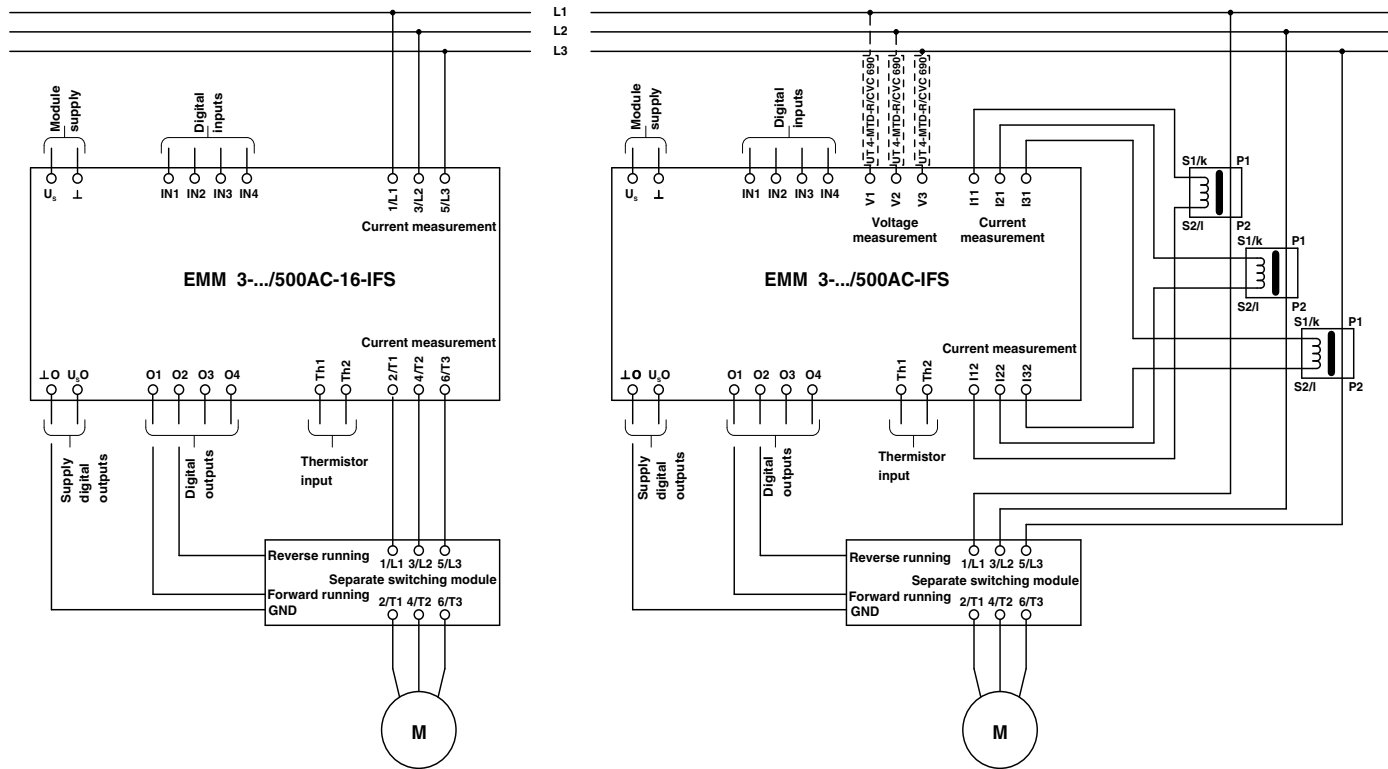 L1
L2
L3
Module supply
Digital inputs
U_s
⊥
IN1
IN2
IN3
IN4
1/L1
3/L2
5/L3
Current measurement
EMM 3-.../500AC-16-IFS
Current measurement
⊥O
U_sO
O1
O2
O3
O4
Th1
Th2
2/T1
4/T2
6/T3
Supply digital outputs
Digital outputs
Thermistor
input
Reverse running
1/L1 3/L2 5/L3
Separate switching module
Forward running
2/T1 4/T2 6/T3
GND
M
Module supply
Digital inputs
UT 4-MTD-R/CVC 690
UT 4-MTD-R/CVC 690
UT 4-MTD-R/CVC 690
U_s
⊥
IN1
IN2
IN3
IN4
V1
V2
V3
I11
I21
I31
Voltage
measurement
Current
measurement
EMM 3-.../500AC-IFS
Current measurement
⊥O
U_sO
O1
O2
O3
O4
Th1
Th2
I12
I22
I32
S1/k
P1
S2/l
P2
S1/k
P1
S2/l
P2
S1/k
P1
S2/l
P2
Supply digital outputs
Digital outputs
Thermistor
input
Reverse running
1/L1 3/L2 5/L3
Separate switching module
Forward running
2/T1 4/T2 6/T3
GND
M